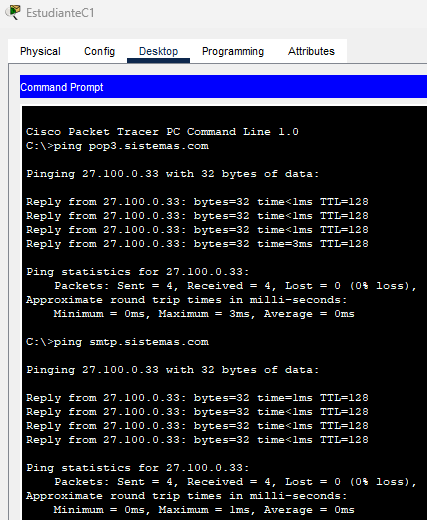 EstudianteC1
Physical Config Desktop Programming Attributes
Command Prompt
Cisco Packet Tracer PC Command Line 1.0
C:\>ping pop3.sistemas.com
Pinging 27.100.0.33 with 32 bytes of data:
Reply from 27.100.0.33: bytes=32 time<1ms TTL=128
Reply from 27.100.0.33: bytes=32 time<1ms TTL=128
Reply from 27.100.0.33: bytes=32 time<1ms TTL=128
Reply from 27.100.0.33: bytes=32 time=3ms TTL=128
Ping statistics for 27.100.0.33:
Packets: Sent = 4, Received = 4, Lost = 0 (0% loss),
Approximate round trip times in milli-seconds:
Minimum = 0ms, Maximum = 3ms, Average = 0ms
C:\>ping smtp.sistemas.com
Pinging 27.100.0.33 with 32 bytes of data:
Reply from 27.100.0.33: bytes=32 time=1ms TTL=128
Reply from 27.100.0.33: bytes=32 time<1ms TTL=128
Reply from 27.100.0.33: bytes=32 time<1ms TTL=128
Reply from 27.100.0.33: bytes=32 time<1ms TTL=128
Ping statistics for 27.100.0.33:
Packets: Sent = 4, Received = 4, Lost = 0 (0% loss),
Approximate round trip times in milli-seconds:
Minimum = 0ms, Maximum = 1ms, Average = 0ms